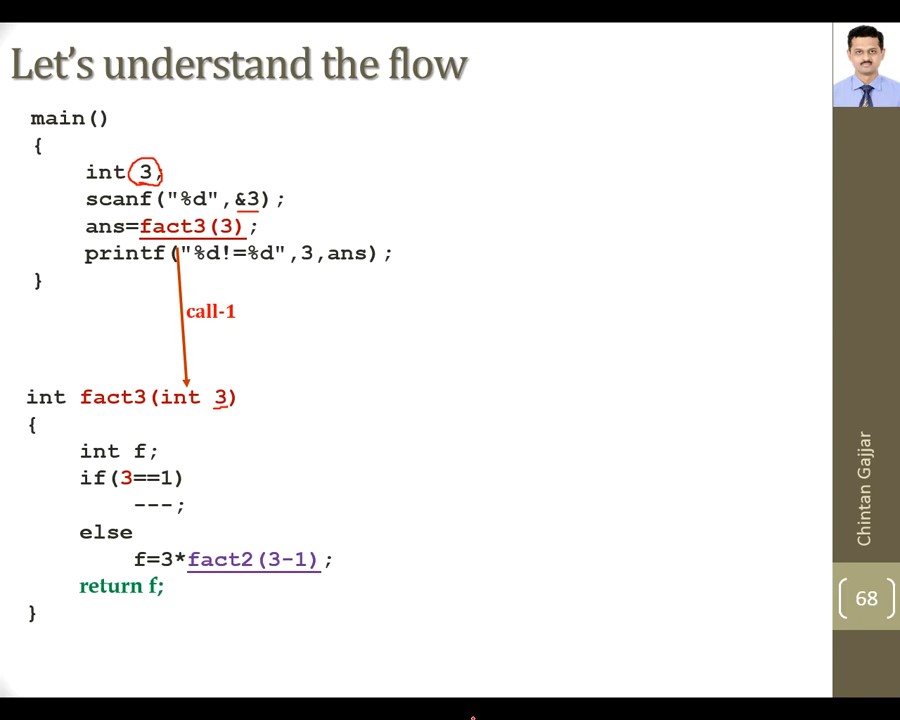 Let's understand the flow
main()
{
int 3;
scanf("%d",&3);
ans=fact3(3);
printf("%d!=%d",3,ans);
}
call-1
int fact3(int 3)
{
int f;
if(3==1)
---;
else
f=3*fact2(3-1);
return f;
}
Chintan Gajjar
68